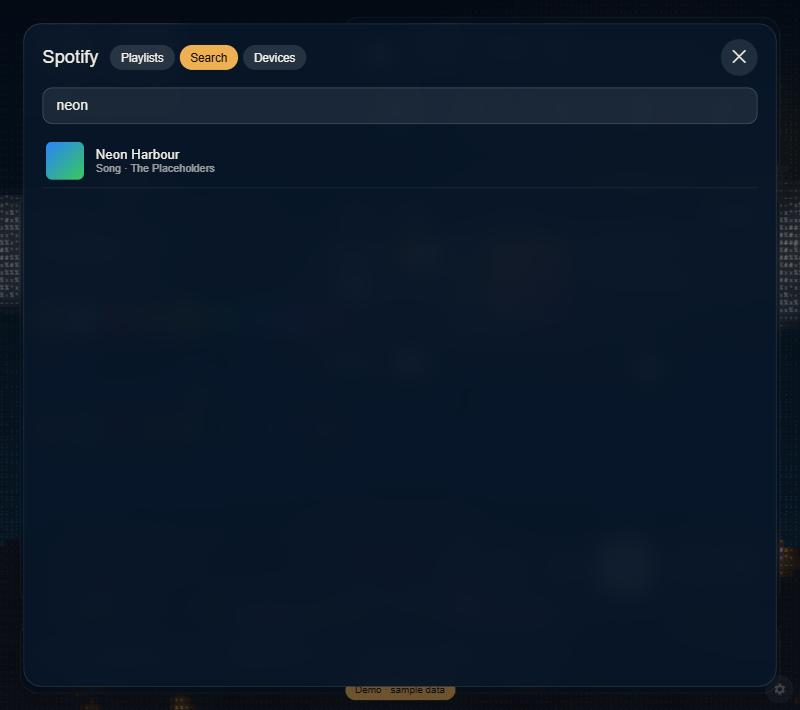 Spotify Playlists Search Devices
neon
Neon Harbour
Song · The Placeholders
Demo · sample data